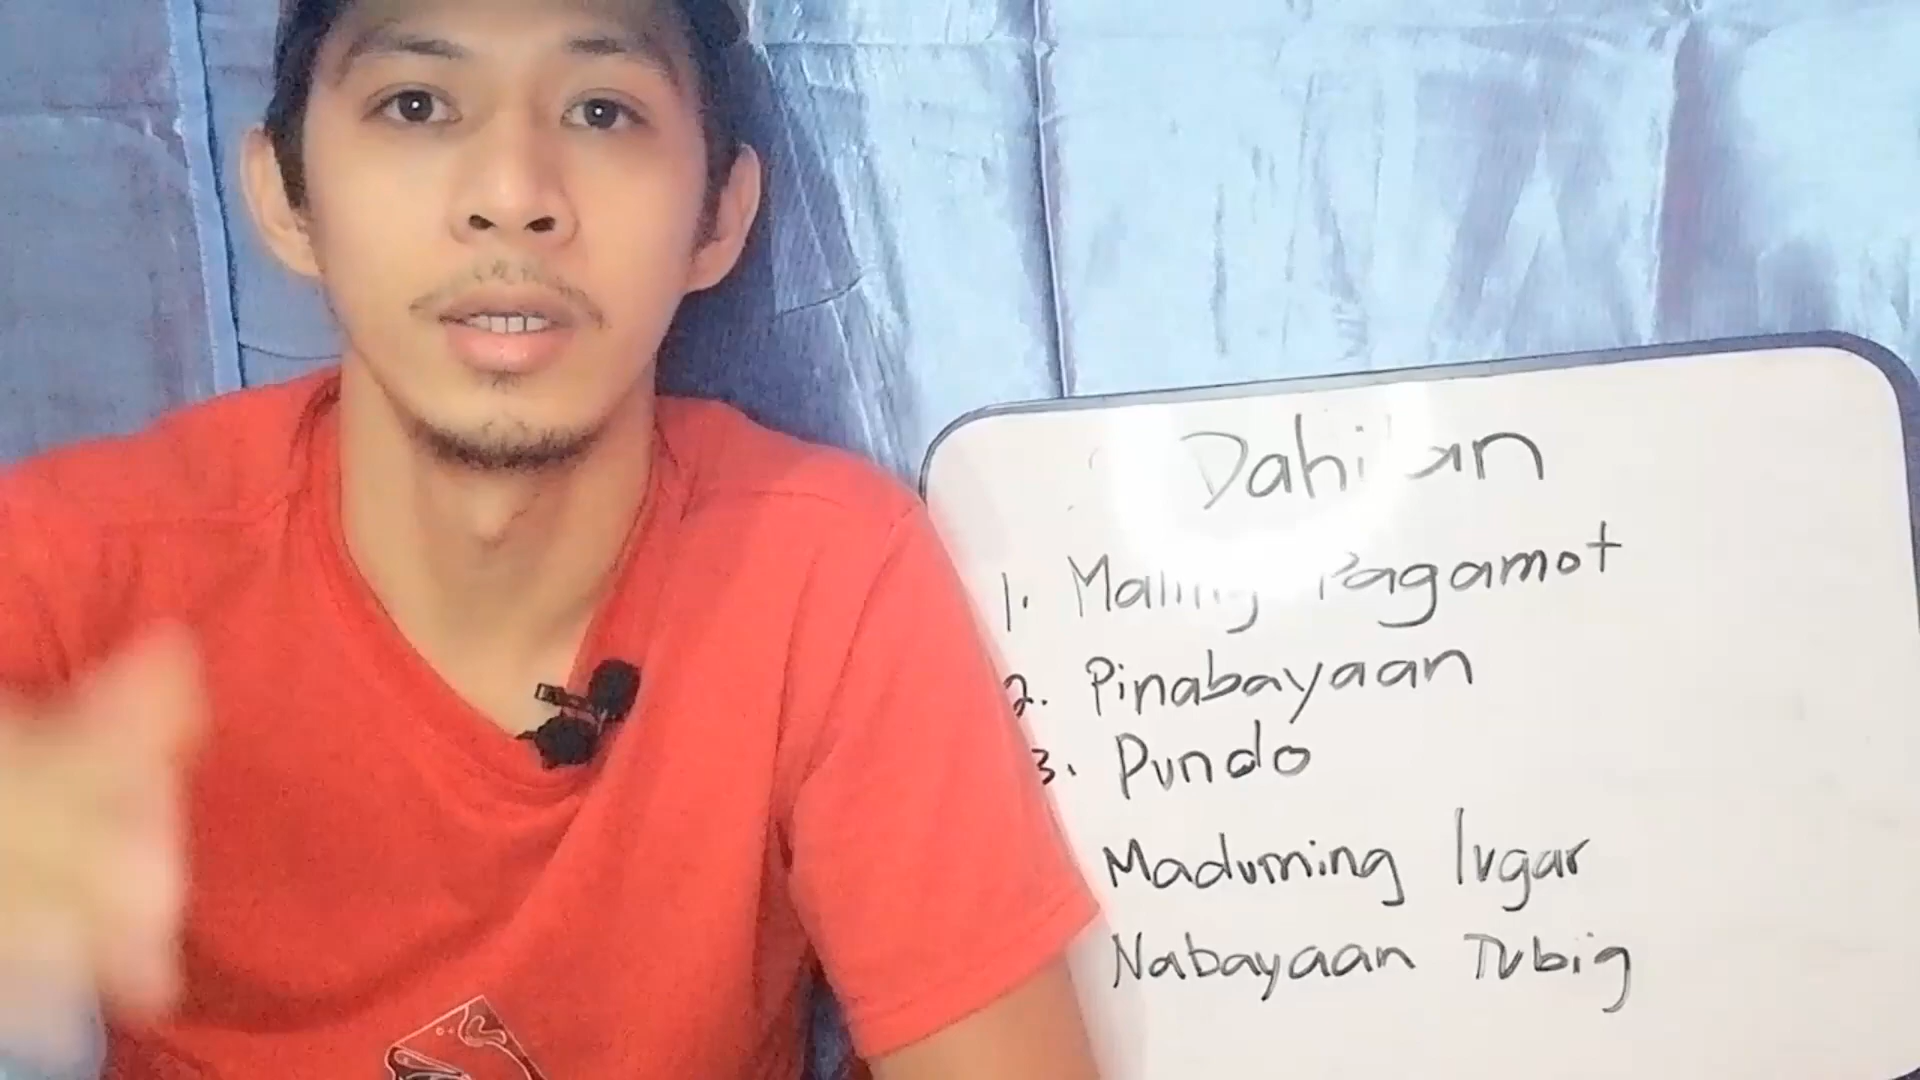 Dahilan
1. Maling Pagamot
2. Pinabayaan
3. Pundo
Maduming lugar
Nabayaan Tubig